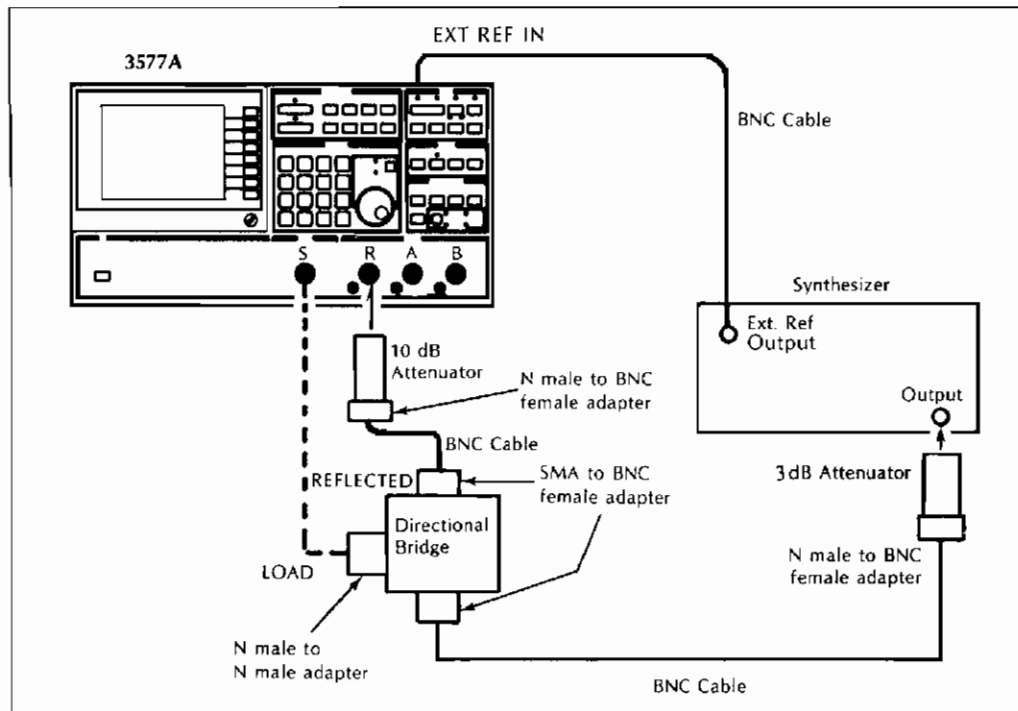 EXT REF IN
3577A
BNC Cable
S
R
A
B
Synthesizer
Ext. Ref
Output
Output
10 dB
Attenuator
N male to BNC
female adapter
BNC Cable
REFLECTED
SMA to BNC
female adapter
3dB Attenuator
Directional
Bridge
LOAD
N male to BNC
female adapter
N male to
N male adapter
BNC Cable